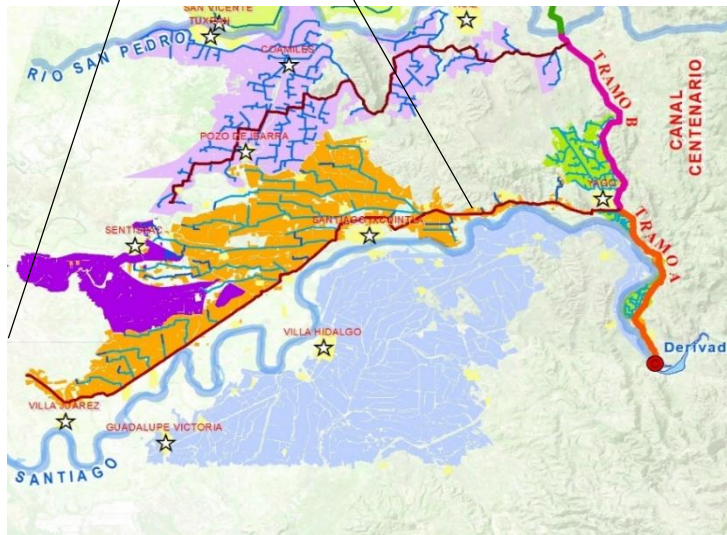 SAN VICENTE
TUXPAN
RIO SAN PEDRO
COAMILES
TRAMO B
CANAL
CENTENARIO
POZO DE IBARRA
YAGO
SANTIAGO IXCUINTLA
SENTISPAC
TRAMO A
VILLA HIDALGO
Derivad
VILLA JUAREZ
GUADALUPE VICTORIA
SANTIAGO